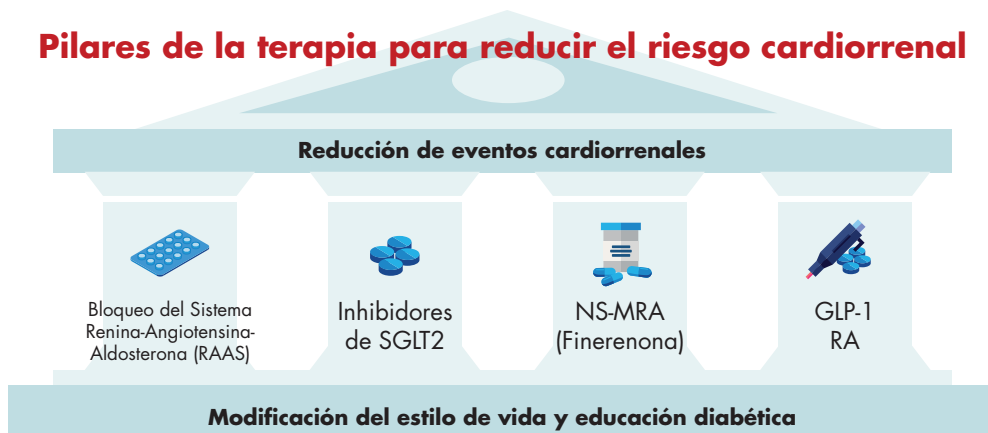 Pilares de la terapia para reducir el riesgo cardiorrenal
Reducción de eventos cardiorrenales
Bloqueo del Sistema
Renina-Angiotensina-
Aldosterona (RAAS)
Inhibidores
de SGLT2
NS-MRA
(Finerenona)
GLP-1
RA
Modificación del estilo de vida y educación diabética